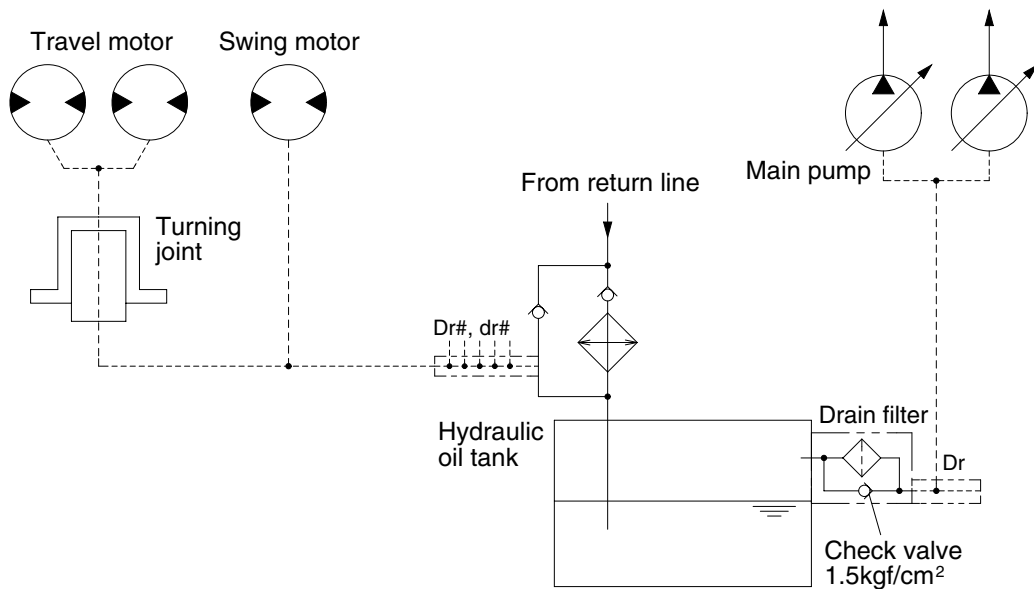 Travel motor
Swing motor
Main pump
From return line
Turning
joint
Dr#, dr#
Hydraulic
oil tank
Drain filter
Dr
Check valve
1.5kgf/cm²